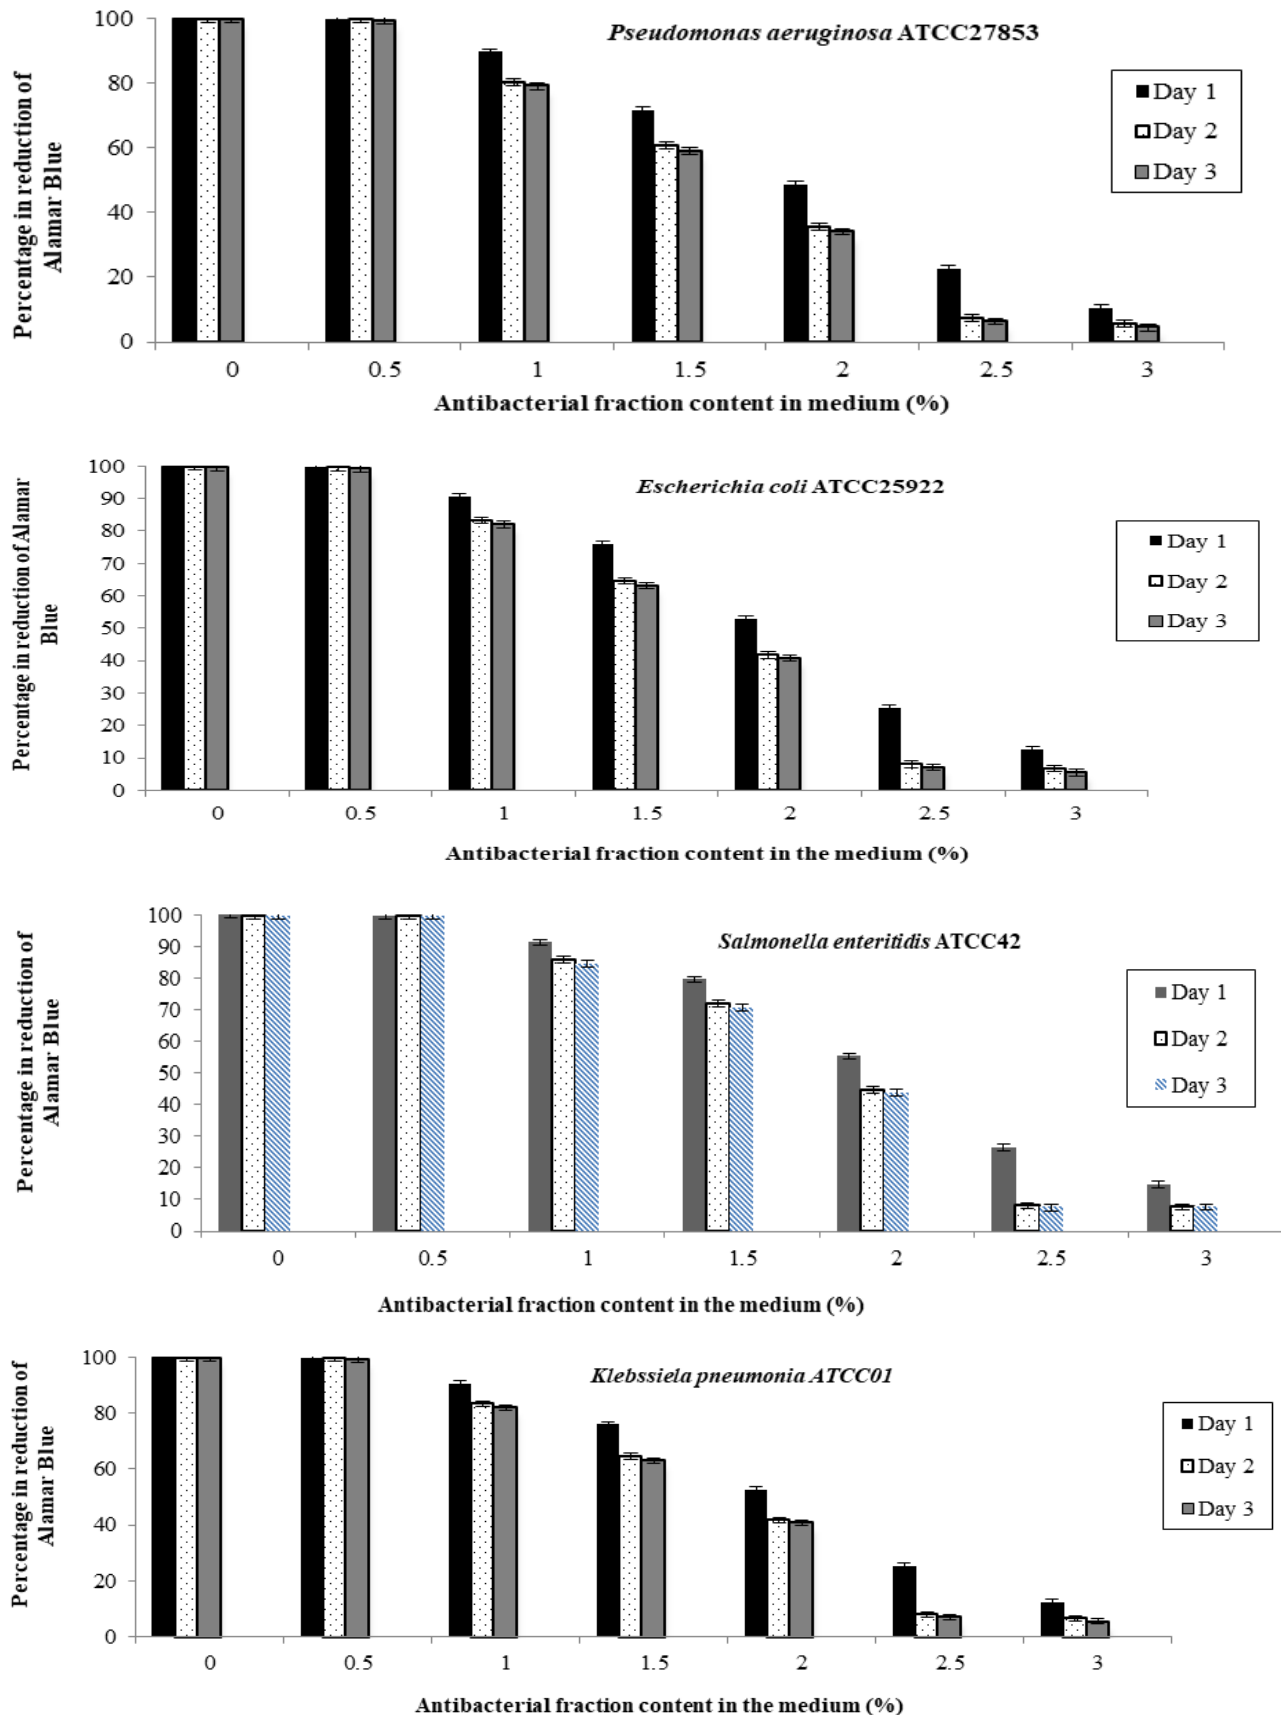 Pseudomonas aeruginosa ATCC27853
Percentage in reduction of
Alamar Blue
100
80
60
40
20
0
Day 1
Day 2
Day 3
0 0.5 1 1.5 2 2.5 3
Antibacterial fraction content in medium (%)
Escherichia coli ATCC25922
Percentage in reduction of Alamar
Blue
100
90
80
70
60
50
40
30
20
10
0
Day 1
Day 2
Day 3
0 0.5 1 1.5 2 2.5 3
Antibacterial fraction content in the medium (%)
Salmonella enteritidis ATCC42
Percentage in reduction of
Alamar Blue
100
90
80
70
60
50
40
30
20
10
0
Day 1
Day 2
Day 3
0 0.5 1 1.5 2 2.5 3
Antibacterial fraction content in the medium (%)
Klebssiela pneumonia ATCC01
Percentage in reduction of
Alamar Blue
100
80
60
40
20
0
Day 1
Day 2
Day 3
0 0.5 1 1.5 2 2.5 3
Antibacterial fraction content in the medium (%)